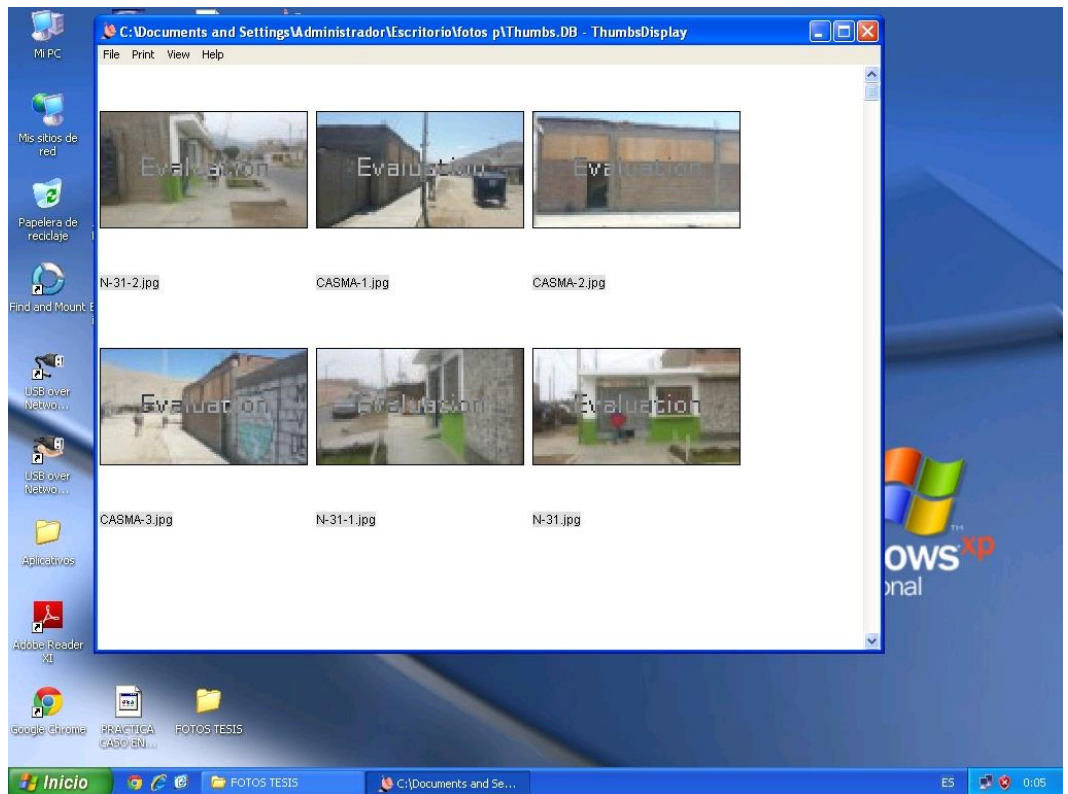 C:\Documents and Settings\Administrador\Escritorio\fotos p\Thumbs.DB - ThumbsDisplay
File Print View Help
Mi PC
Mis sitios de
red
Papelera de
reciclaje
Find and Mount
USB over
Netwo...
USB over
Netwo...
Aplicativos
Adobe Reader
XI
Google Chrome
PRACTICA
CASO EN...
FOTOS TESIS
Evaluation
Evaluation
Evaluation
N-31-2.jpg
CASMA-1.jpg
CASMA-2.jpg
Evaluation
Evaluation
Evaluation
CASMA-3.jpg
N-31-1.jpg
N-31.jpg
ows xp
TM
onal
Inicio
FOTOS TESIS
C:\Documents and Se...
ES
0:05